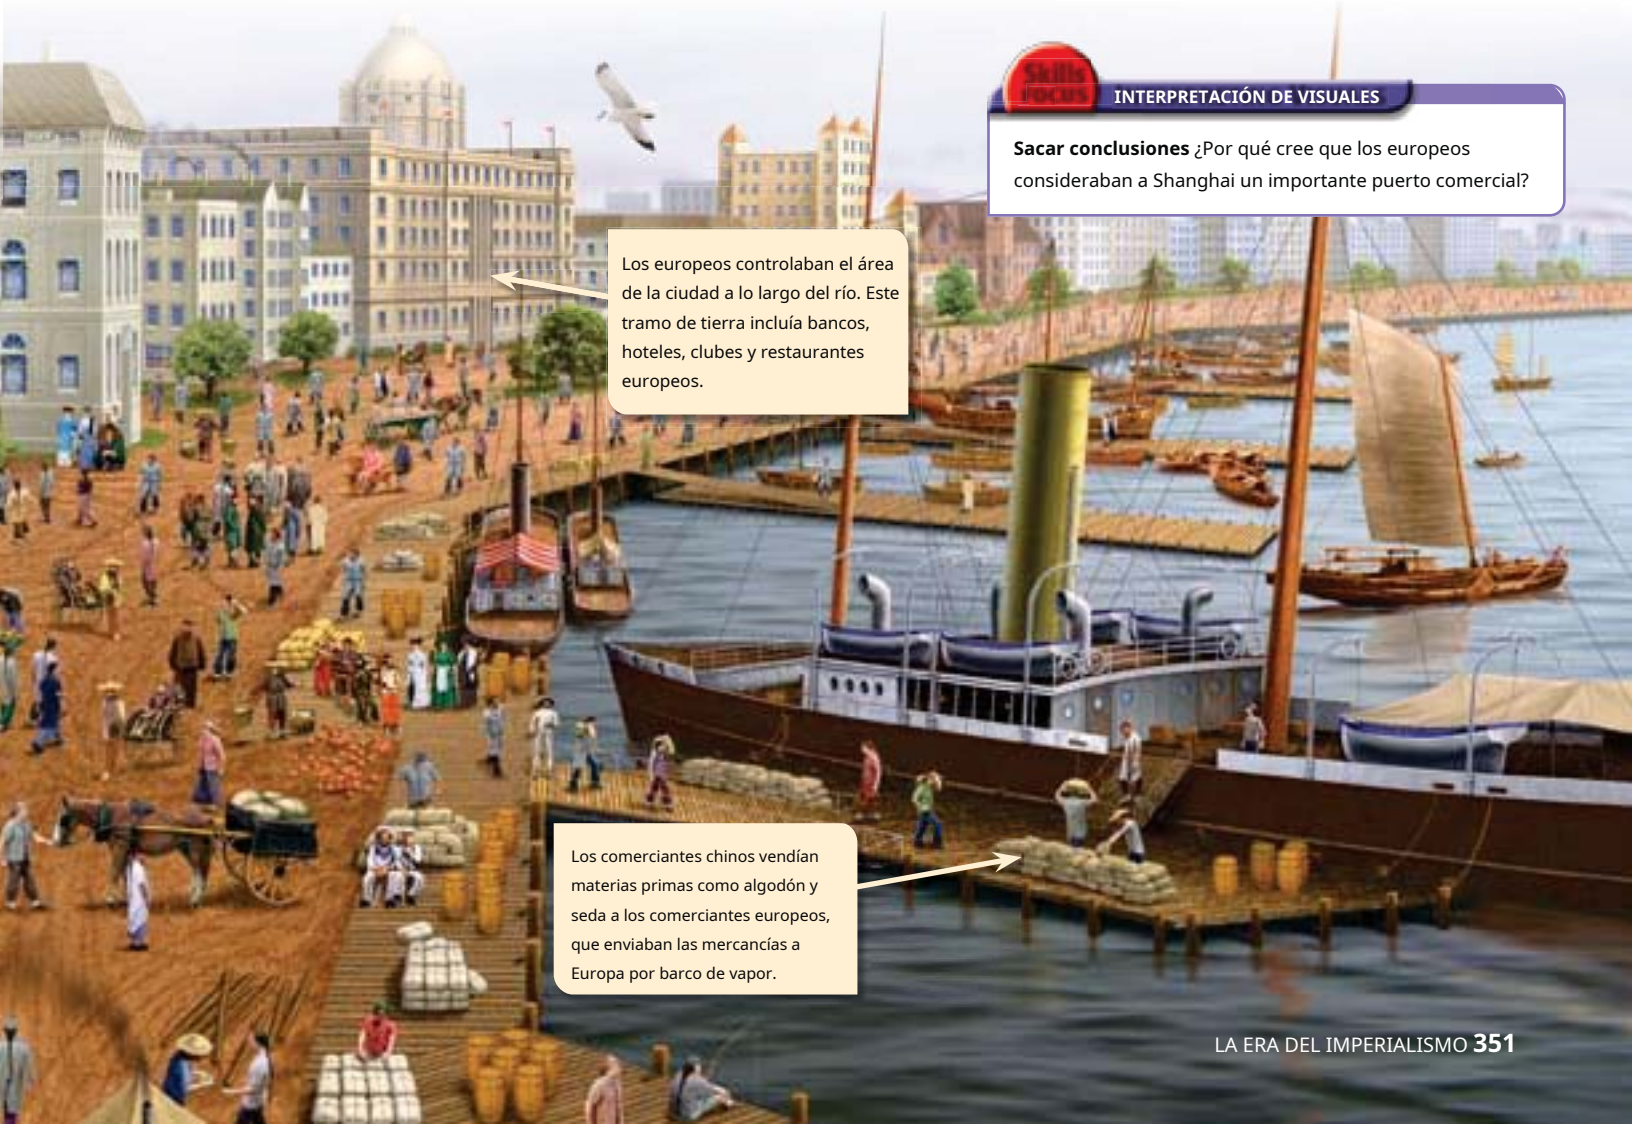 Skills
FOCUS
INTERPRETACIÓN DE VISUALES
Sacar conclusiones ¿Por qué cree que los europeos
consideraban a Shanghai un importante puerto comercial?
Los europeos controlaban el área
de la ciudad a lo largo del río. Este
tramo de tierra incluía bancos,
hoteles, clubes y restaurantes
europeos.
Los comerciantes chinos vendían
materias primas como algodón y
seda a los comerciantes europeos,
que enviaban las mercancías a
Europa por barco de vapor.
LA ERA DEL IMPERIALISMO 351